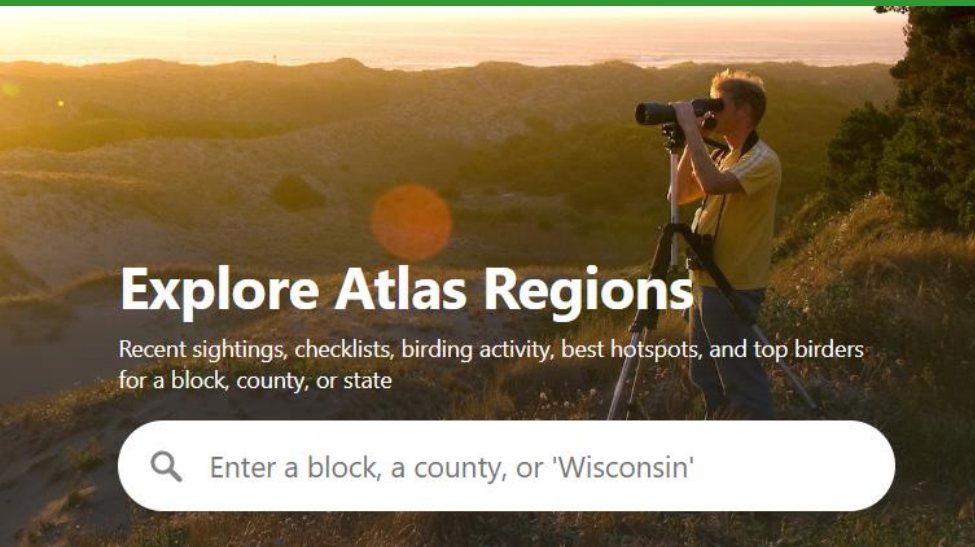 Explore Atlas Regions
Recent sightings, checklists, birding activity, best hotspots, and top birders
for a block, county, or state
Enter a block, a county, or 'Wisconsin'